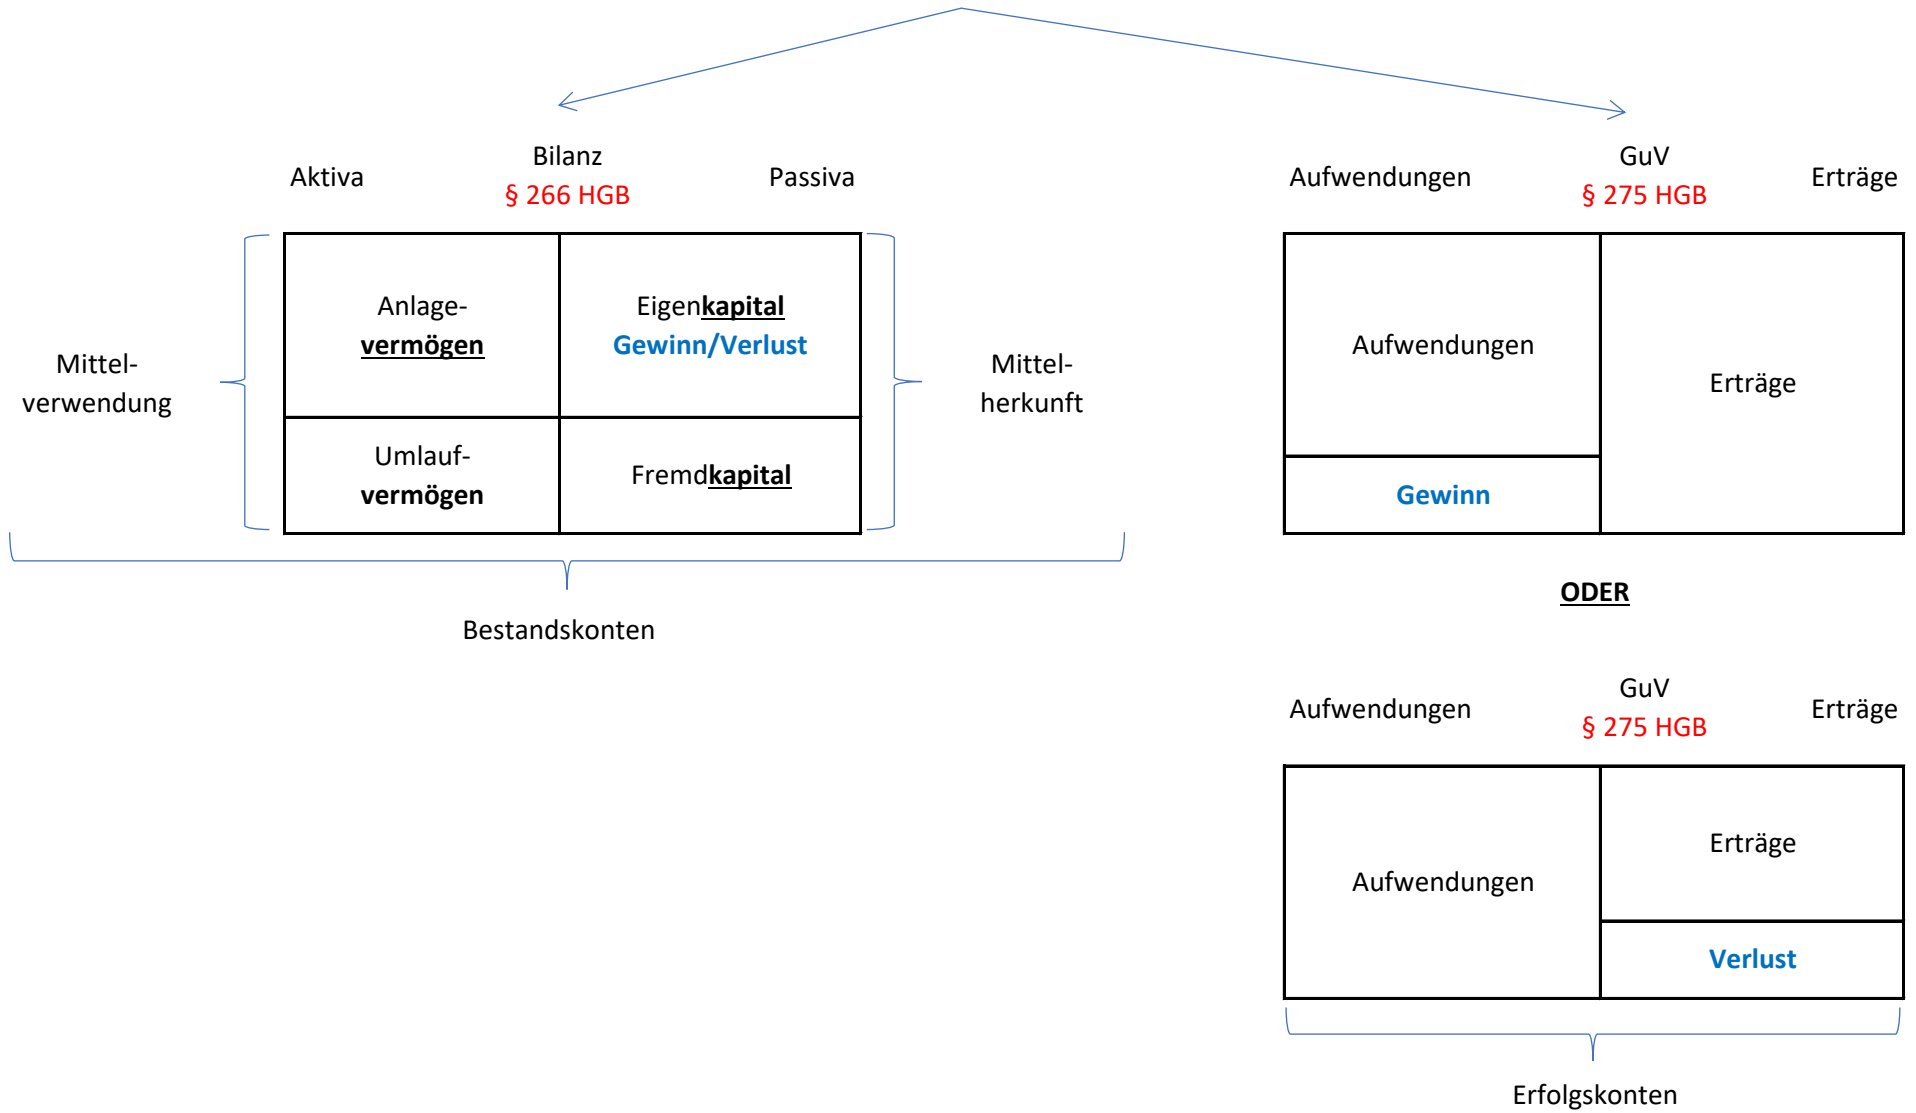 Aktiva
Bilanz
§ 266 HGB
Passiva
Mittel-
verwendung
Anlage-
vermögen
Eigenkapital
Gewinn/Verlust
Umlauf-
vermögen
Fremdkapital
Mittel-
herkunft
Bestandskonten
Aufwendungen
GuV
§ 275 HGB
Erträge
Aufwendungen
Erträge
Gewinn
ODER
Aufwendungen
GuV
§ 275 HGB
Erträge
Aufwendungen
Erträge
Verlust
Erfolgskonten